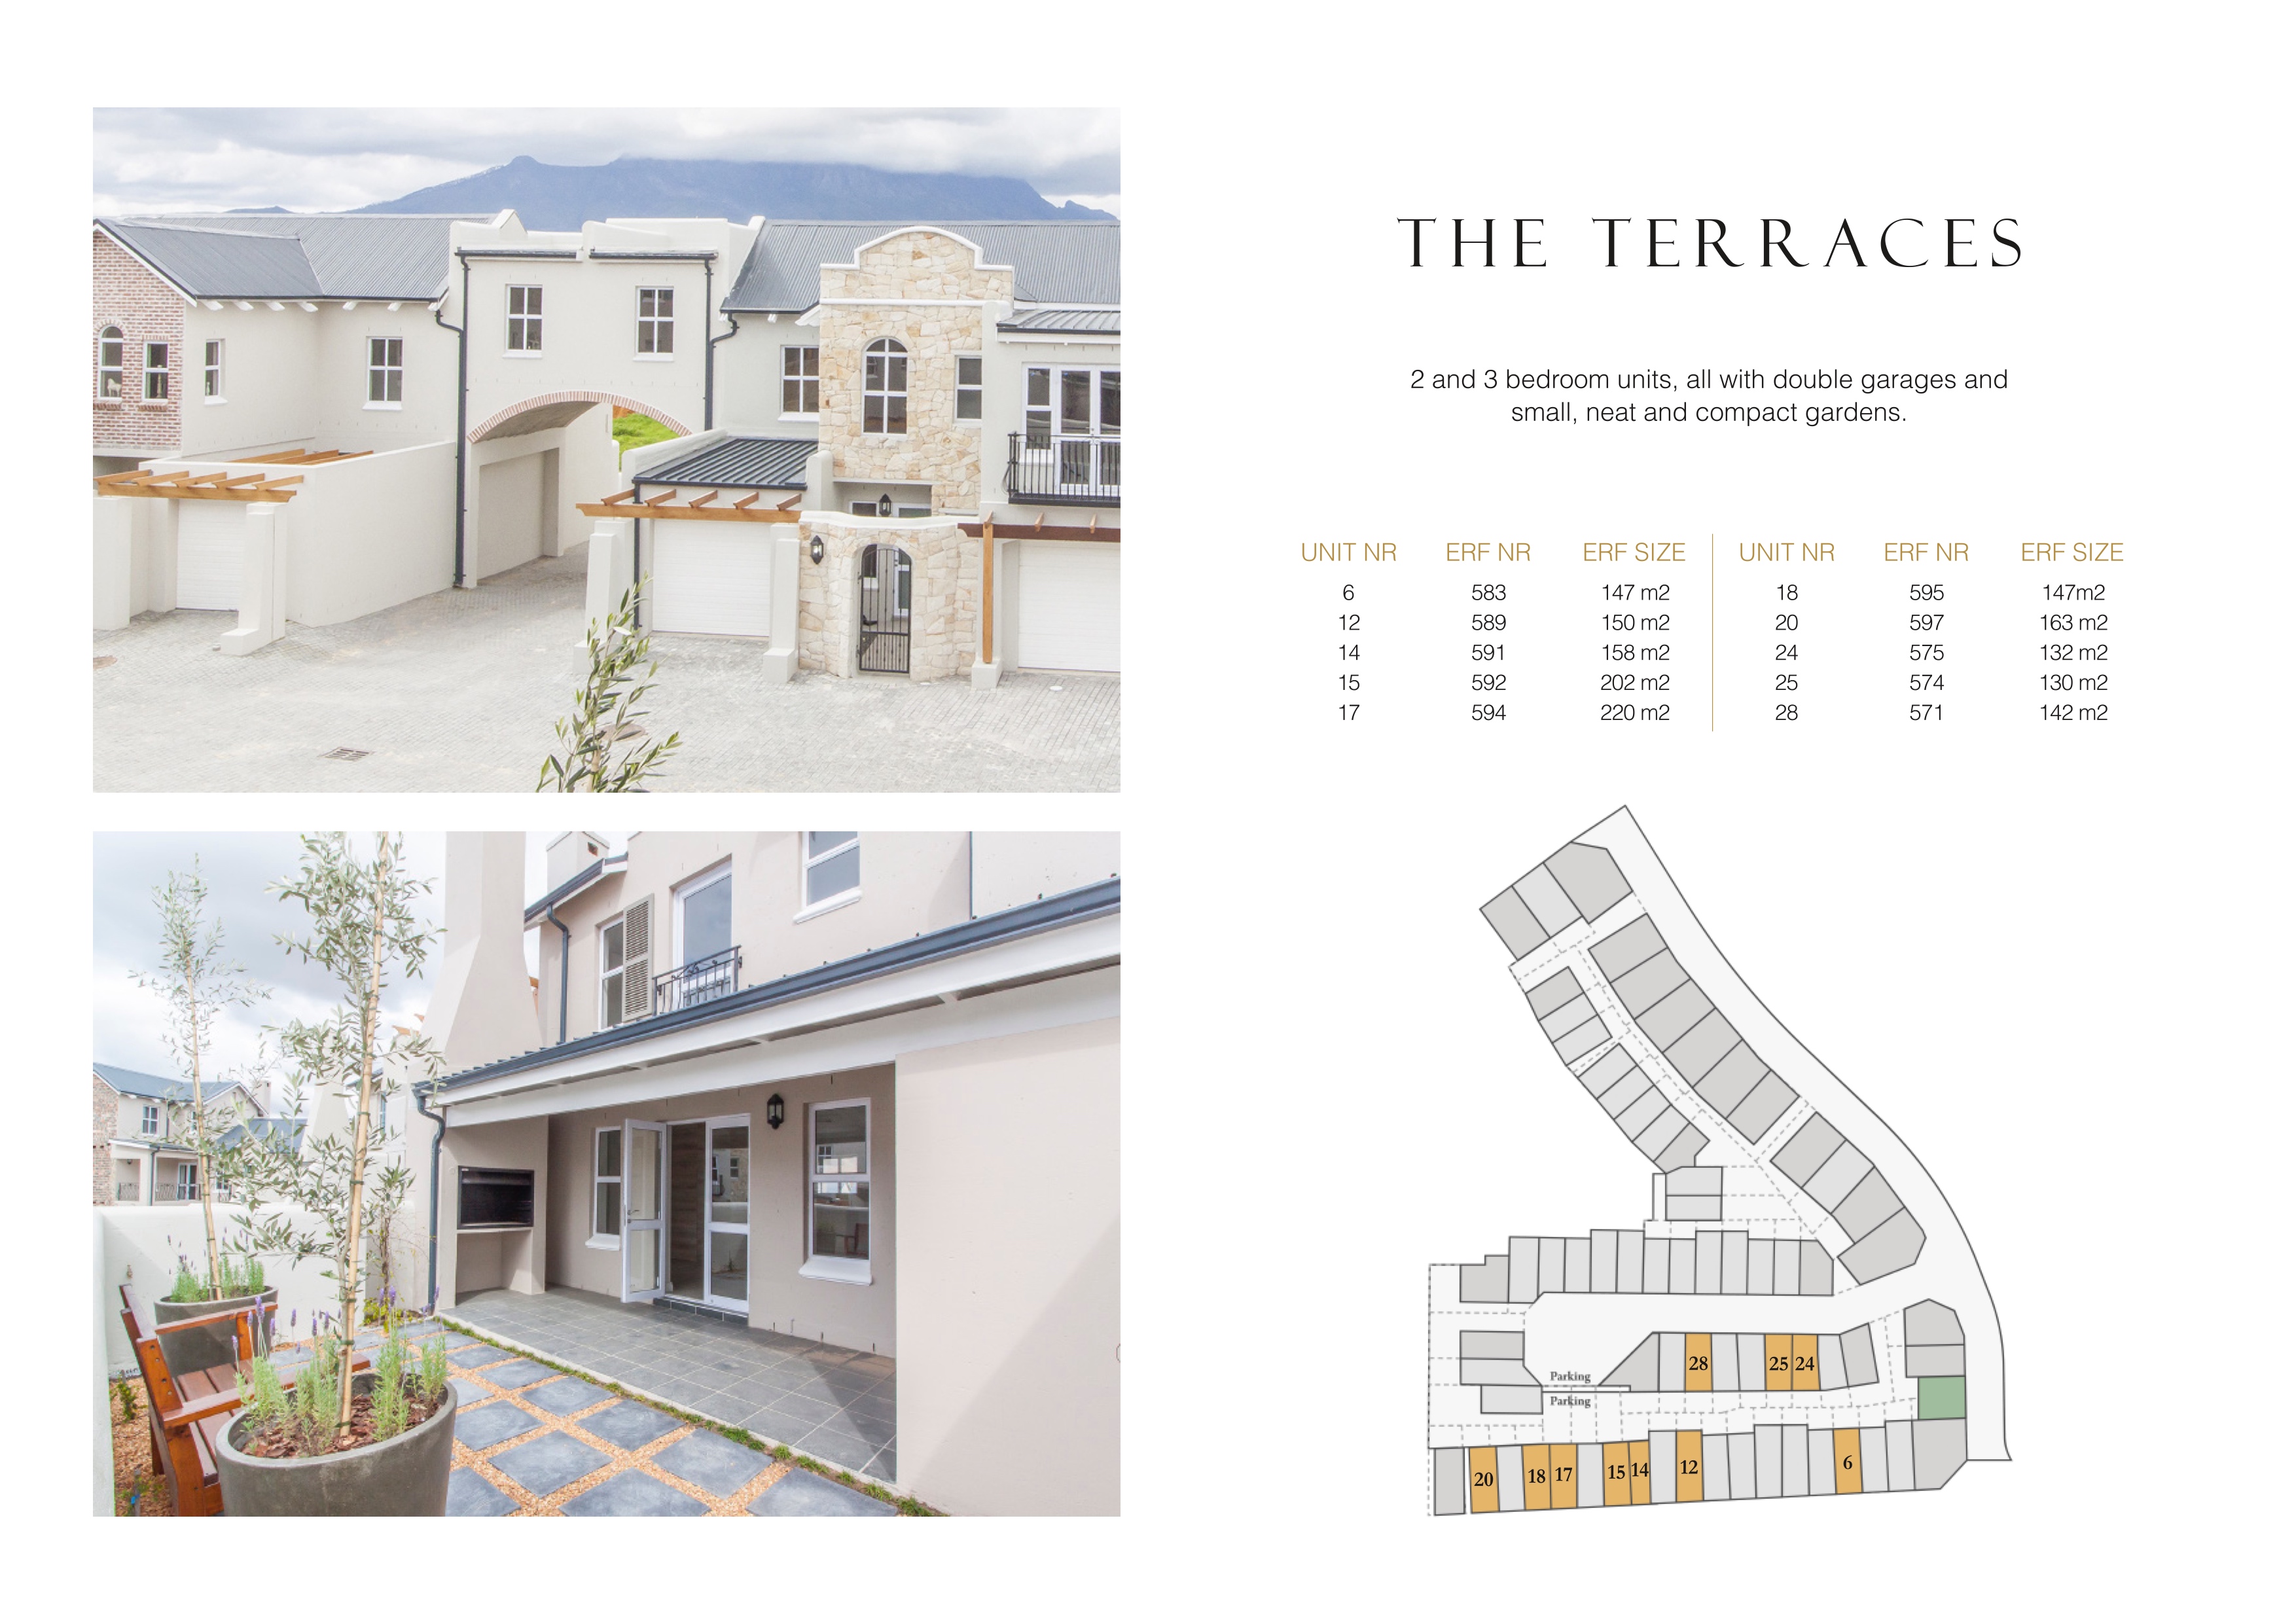 THE TERRACES
2 and 3 bedroom units, all with double garages and
small, neat and compact gardens.
UNIT NR ERF NR ERF SIZE UNIT NR ERF NR ERF SIZE
6 583 147 m2 18 595 147m2
12 589 150 m2 20 597 163 m2
14 591 158 m2 24 575 132 m2
15 592 202 m2 25 574 130 m2
17 594 220 m2 28 571 142 m2
28 25 24
Parking
Parking
20 18 17 15 14 12 6